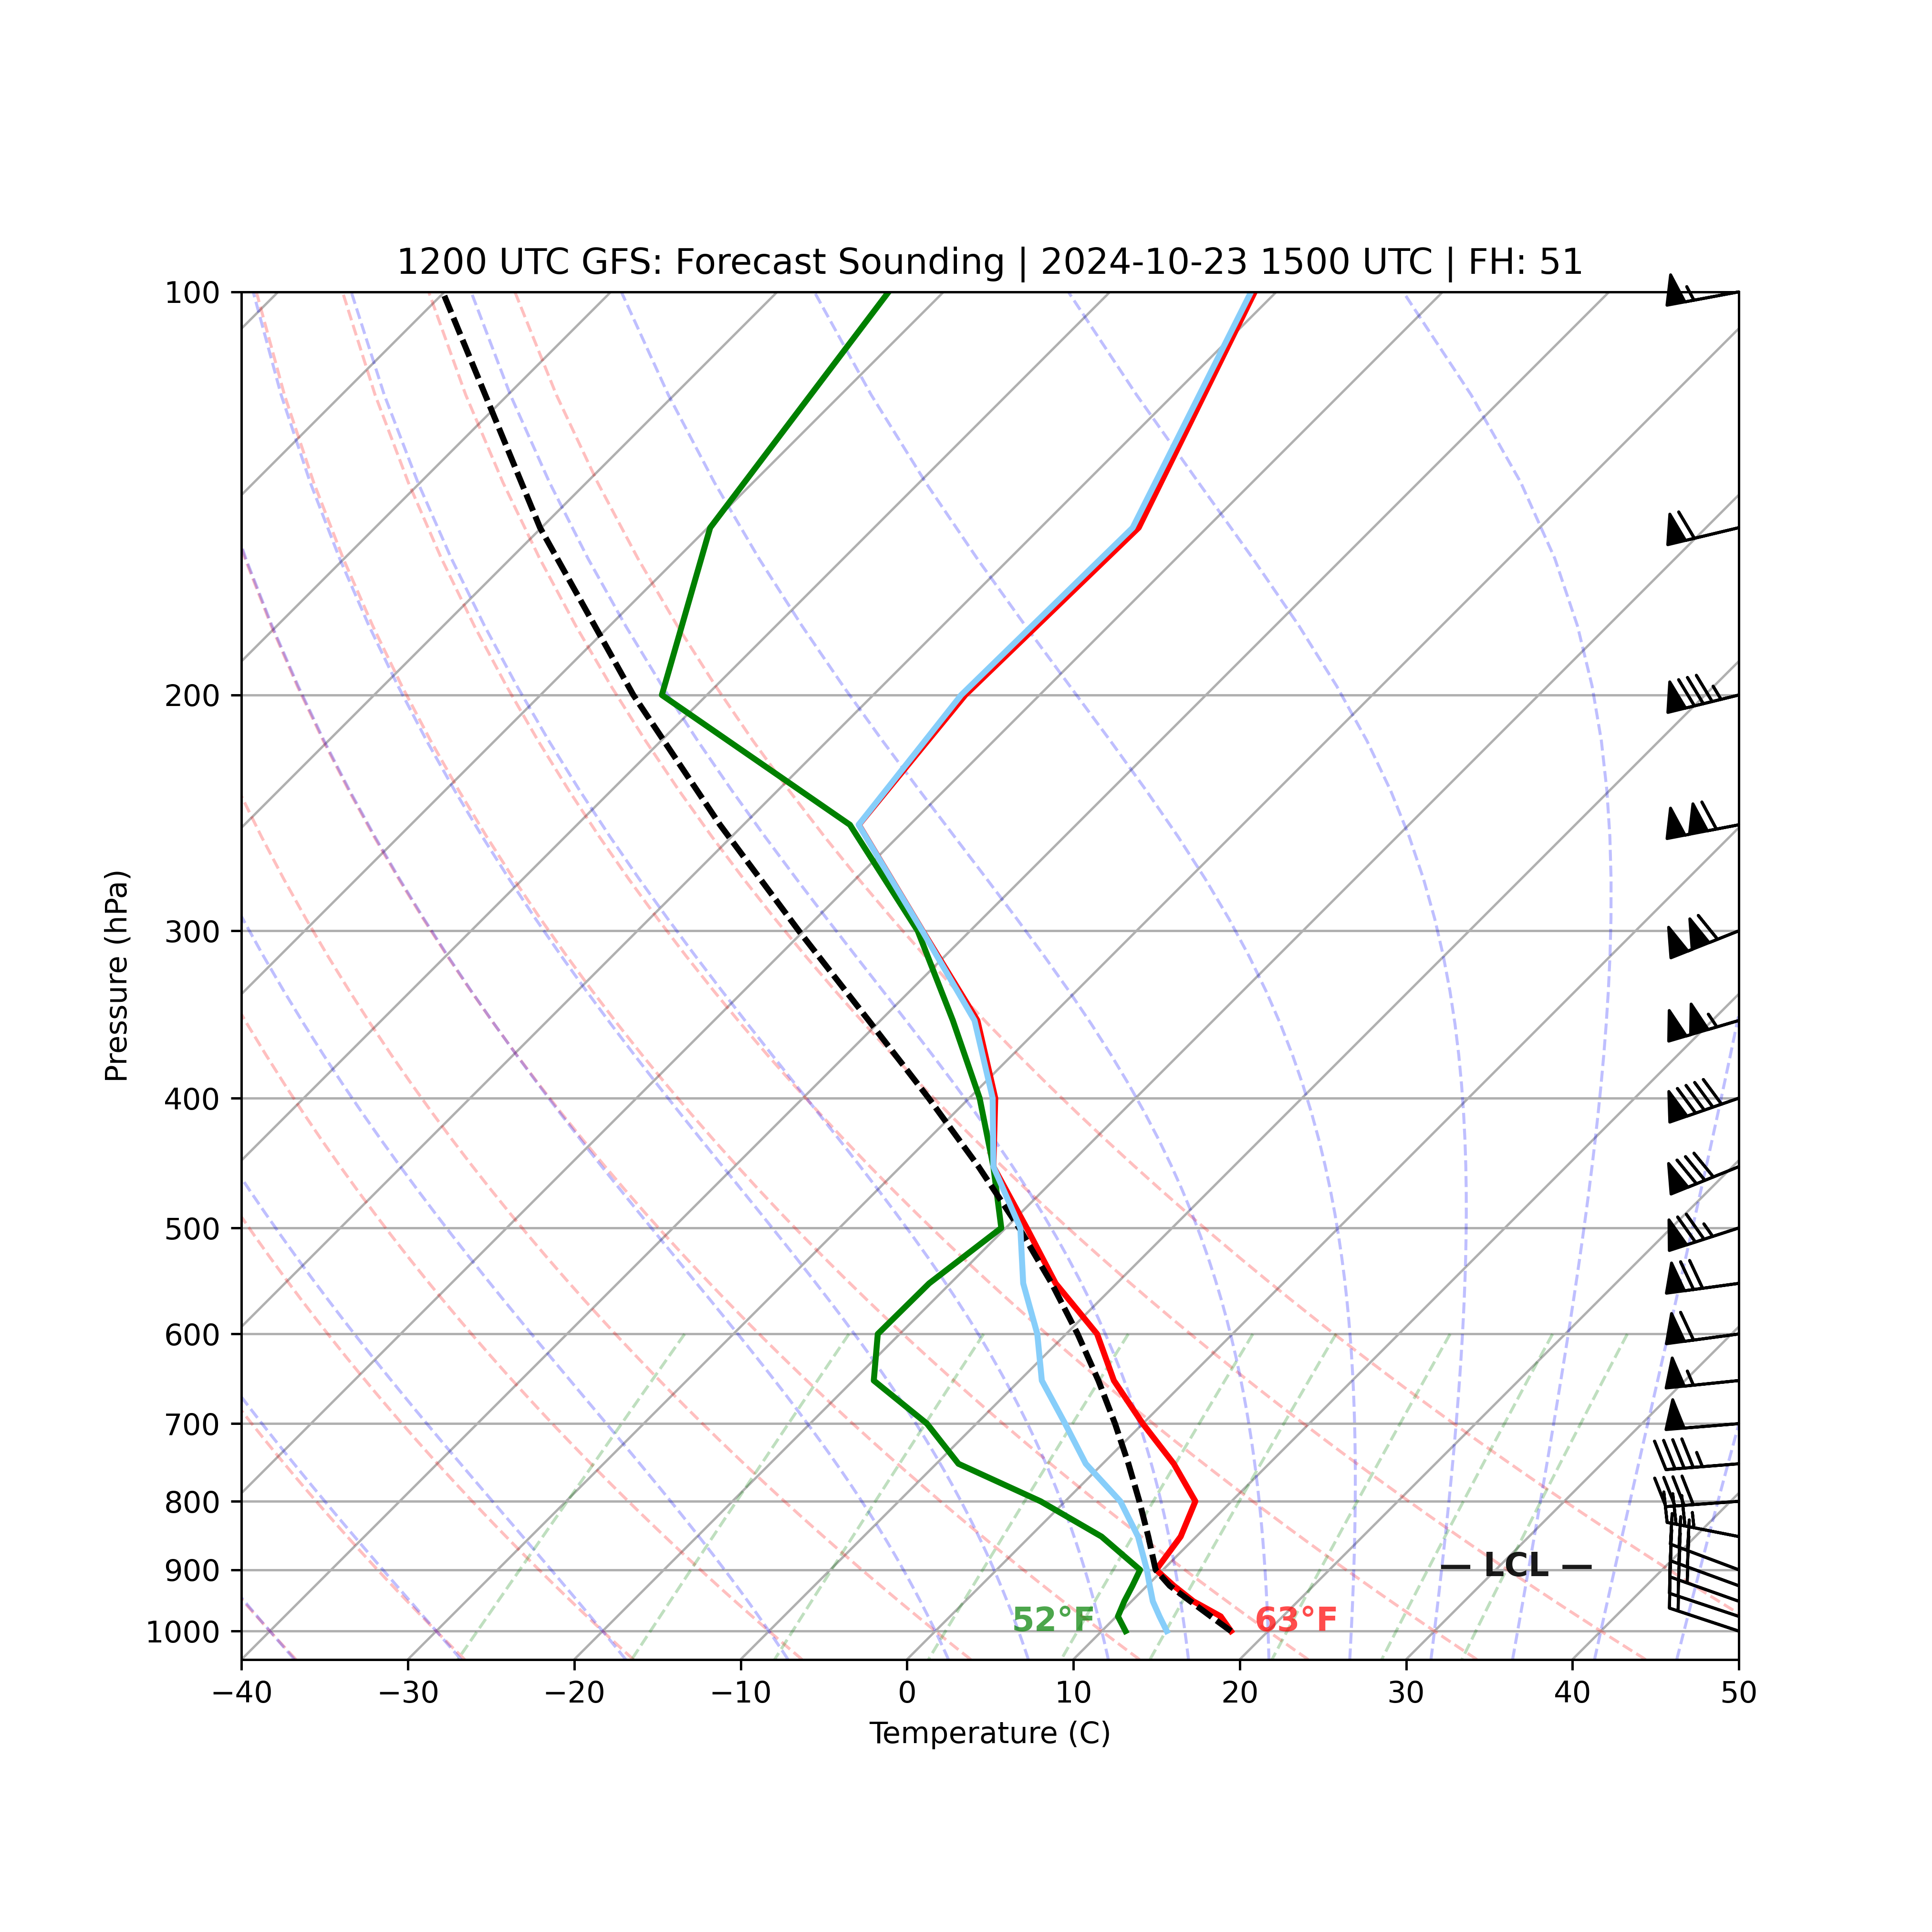 1200 UTC GFS: Forecast Sounding | 2024-10-23 1500 UTC | FH: 51
100
200
300
400
500
600
700
800
900
1000
Pressure (hPa)
— LCL —
52°F
63°F
−40 −30 −20 −10 0 10 20 30 40 50
Temperature (C)